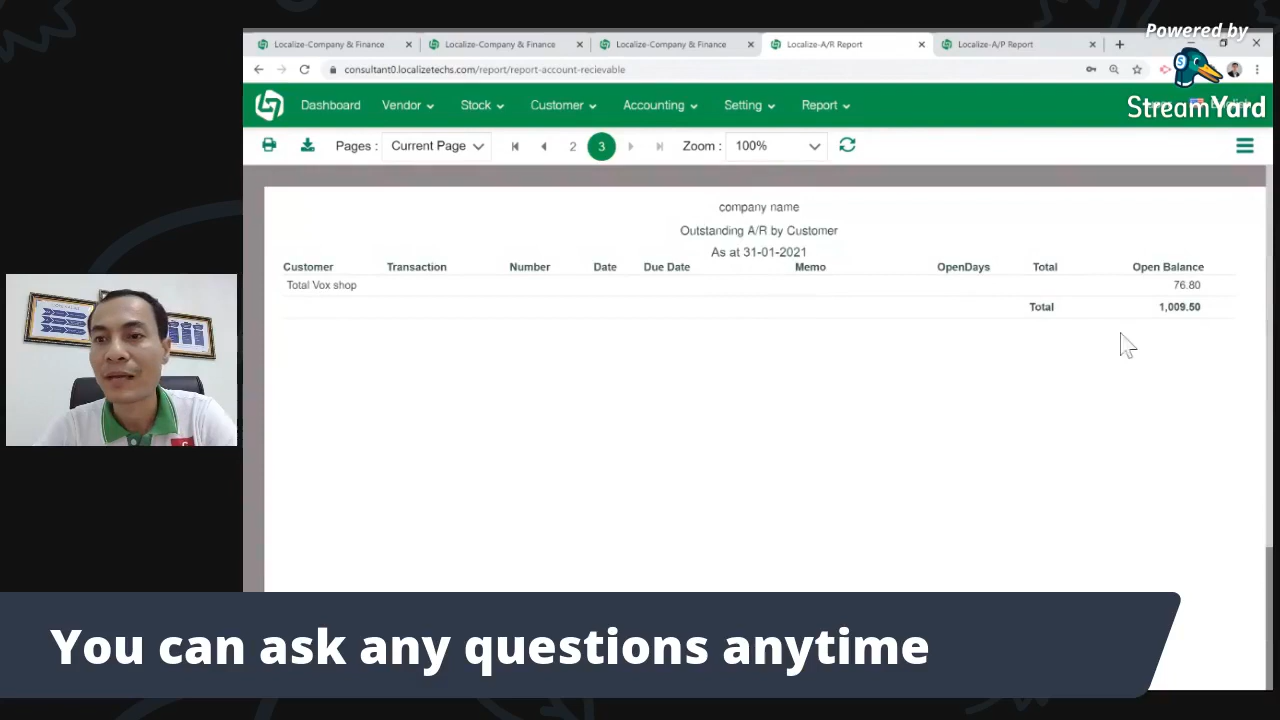 Powered by
StreamYard
Localize-Company & Finance
Localize-Company & Finance
Localize-Company & Finance
Localize-A/R Report
Localize-A/P Report
consultant0.localizetechs.com/report/report-account-recievable
Dashboard Vendor Stock Customer Accounting Setting Report
Pages : Current Page 2 3 Zoom : 100%
company name
Outstanding A/R by Customer
As at 31-01-2021
Customer Transaction Number Date Due Date Memo OpenDays Total Open Balance
Total Vox shop 76.80
Total 1,009.50
You can ask any questions anytime